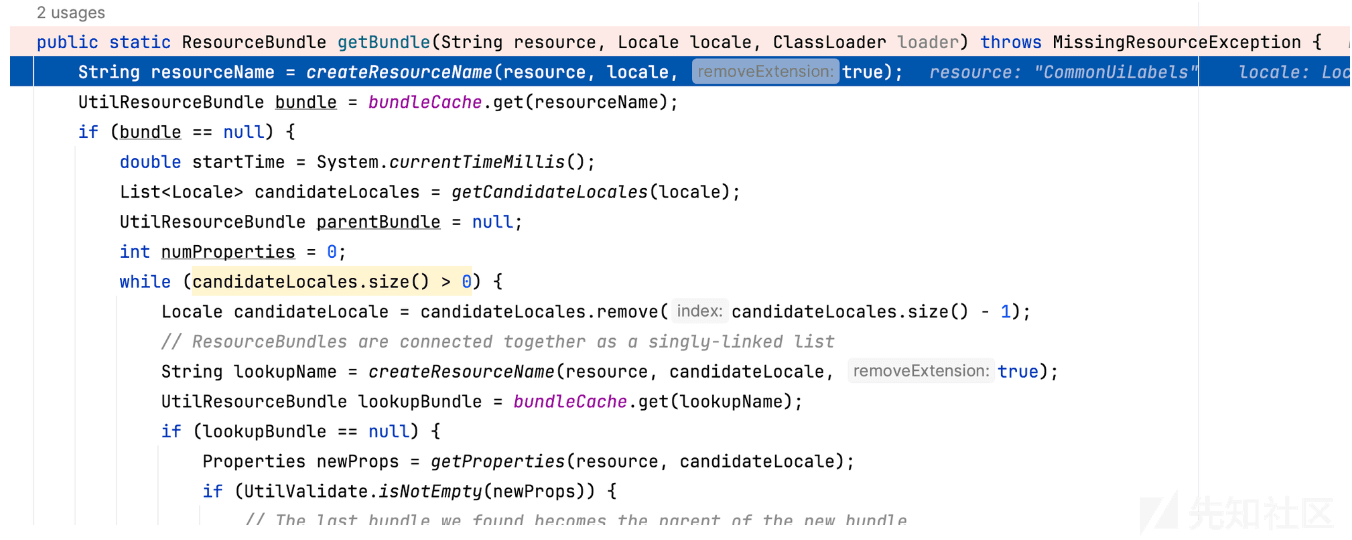 2 usages
public static ResourceBundle getBundle(String resource, Locale locale, ClassLoader loader) throws MissingResourceException {
String resourceName = createResourceName(resource, locale, removeExtension: true); resource: "CommonUiLabels" locale: Loc
UtilResourceBundle bundle = bundleCache.get(resourceName);
if (bundle == null) {
double startTime = System.currentTimeMillis();
List<Locale> candidateLocales = getCandidateLocales(locale);
UtilResourceBundle parentBundle = null;
int numProperties = 0;
while (candidateLocales.size() > 0) {
Locale candidateLocale = candidateLocales.remove( index: candidateLocales.size() - 1);
// ResourceBundles are connected together as a singly-linked list
String lookupName = createResourceName(resource, candidateLocale, removeExtension: true);
UtilResourceBundle lookupBundle = bundleCache.get(lookupName);
if (lookupBundle == null) {
Properties newProps = getProperties(resource, candidateLocale);
if (UtilValidate.isNotEmpty(newProps)) {
// The last bundle we found becomes the parent of the new bundle
先知社区